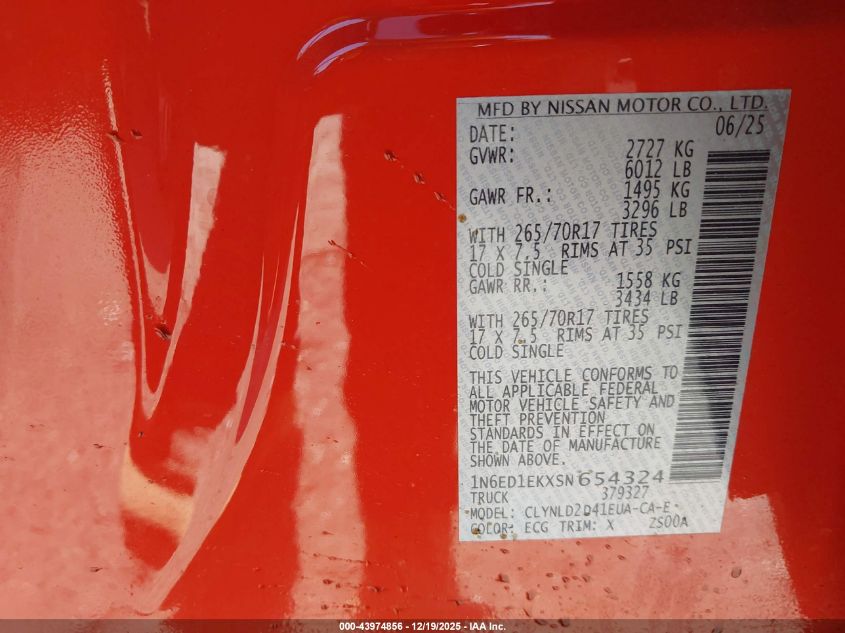 MFD BY NISSAN MOTOR CO., LTD.
DATE: 06/25
GVWR: 2727 KG
6012 LB
GAWR FR.: 1495 KG
3296 LB
WITH 265/70R17 TIRES
17 X 7.5 RIMS AT 35 PSI
COLD SINGLE
GAWR RR.: 1558 KG
3434 LB
WITH 265/70R17 TIRES
17 X 7.5 RIMS AT 35 PSI
COLD SINGLE
THIS VEHICLE CONFORMS TO
ALL APPLICABLE FEDERAL
MOTOR VEHICLE SAFETY AND
THEFT PREVENTION
STANDARDS IN EFFECT ON
THE DATE OF MANUFACTURE
SHOWN ABOVE.
1N6ED1EKXSN654324
TRUCK 379327
MODEL: CLYNLD2D41EUA-CA-E
COLOR: ECG TRIM: X ZS00A
000-43974856 • 12/19/2025 - IAA Inc.